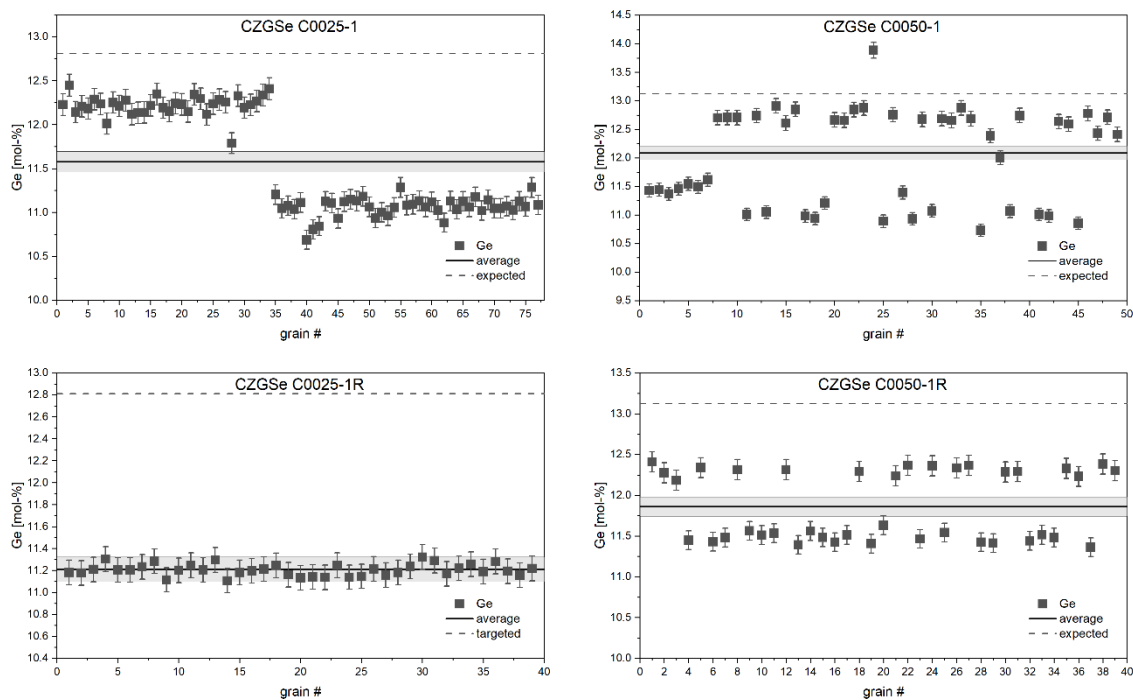 CZGSe C0025-1
Ge [mol-%]
13.0
12.5
12.0
11.5
11.0
10.5
10.0
Ge
average
expected
0 5 10 15 20 25 30 35 40 45 50 55 60 65 70 75
grain #
CZGSe C0050-1
Ge [mol-%]
14.5
14.0
13.5
13.0
12.5
12.0
11.5
11.0
10.5
10.0
9.5
Ge
average
expected
0 10 20 30 40 50
grain #
CZGSe C0025-1R
Ge [mol-%]
13.0
12.8
12.6
12.4
12.2
12.0
11.8
11.6
11.4
11.2
11.0
10.8
10.6
10.4
Ge
average
targeted
0 5 10 15 20 25 30 35 40
grain #
CZGSe C0050-1R
Ge [mol-%]
13.5
13.0
12.5
12.0
11.5
11.0
10.5
10.0
Ge
average
expected
0 2 4 6 8 10 12 14 16 18 20 22 24 26 28 30 32 34 36 38 40
grain #